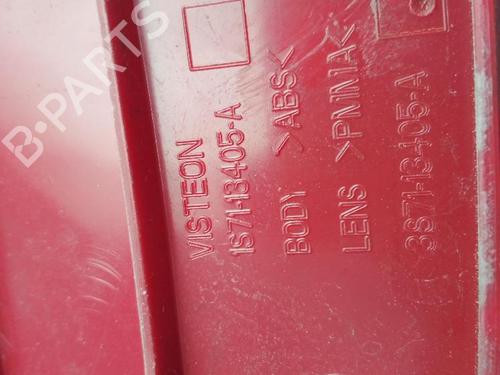 VISTEON
1S71-13405-A
BODY >ABS<
LENS >PMMA<
3S71-13405-A
B-PARTS